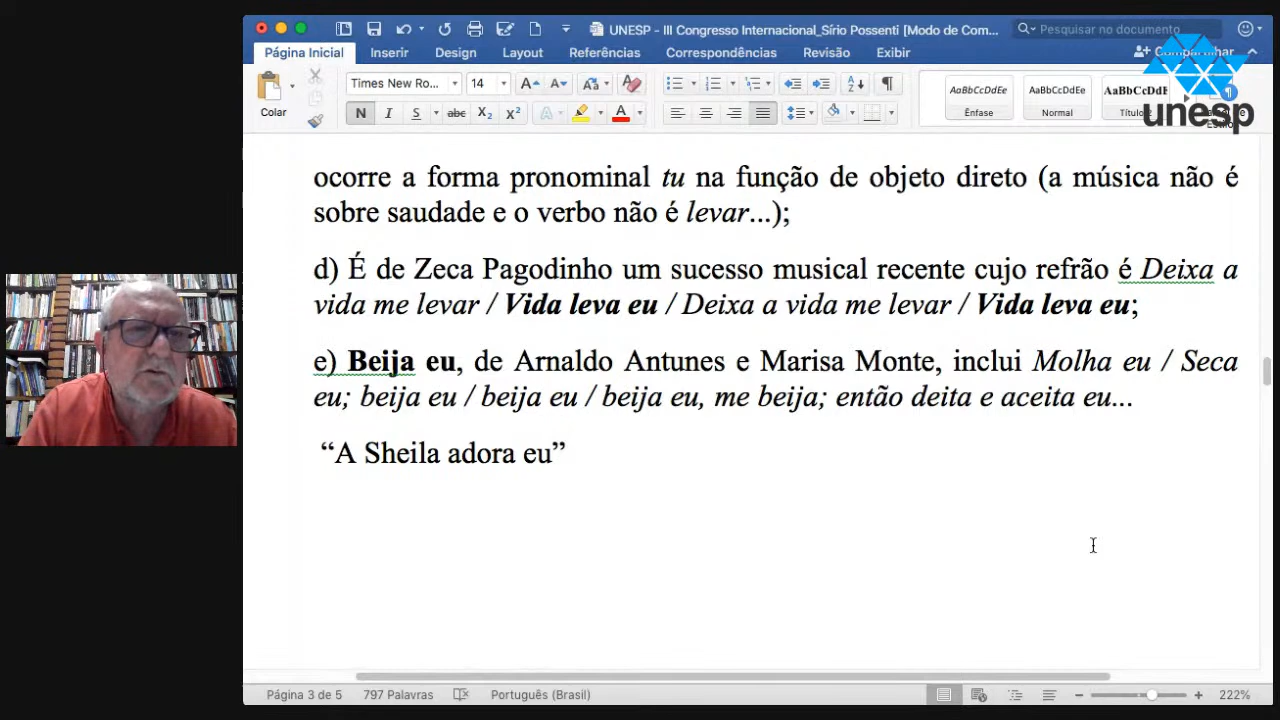 UNESP - III Congresso Internacional_Sírio Possenti [Modo de Com...
Pesquisar no documento
Página Inicial Inserir Design Layout Referências Correspondências Revisão Exibir Compartilhar
Colar
Times New Ro... 14
N I S abc X₂ X² A A
AaBbCcDdEe AaBbCcDdEe AaBbCcDdE
Ênfase Normal Título 2
unesp
ocorre a forma pronominal tu na função de objeto direto (a música não é
sobre saudade e o verbo não é levar...);
d) É de Zeca Pagodinho um sucesso musical recente cujo refrão é Deixa a
vida me levar / Vida leva eu / Deixa a vida me levar / Vida leva eu;
e) Beija eu, de Arnaldo Antunes e Marisa Monte, inclui Molha eu / Seca
eu; beija eu / beija eu / beija eu, me beija; então deita e aceita eu...
“A Sheila adora eu”
Página 3 de 5 797 Palavras Português (Brasil) 222%